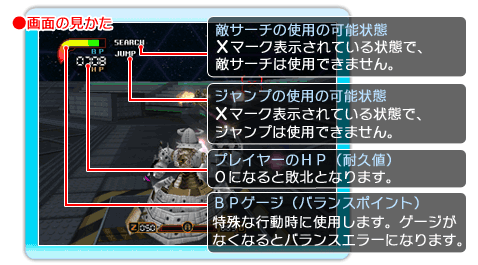 ●画面の見かた
SEARCH
BP
JUMP
0708
HP
Z 050
敵サーチの使用の可能状態
Xマーク表示されている状態で、
敵サーチは使用できません。
ジャンプの使用の可能状態
Xマーク表示されている状態で、
ジャンプは使用できません。
プレイヤーのHP（耐久値）
0になると敗北となります。
BPゲージ（バランスポイント）
特殊な行動時に使用します。ゲージが
なくなるとバランスエラーになります。